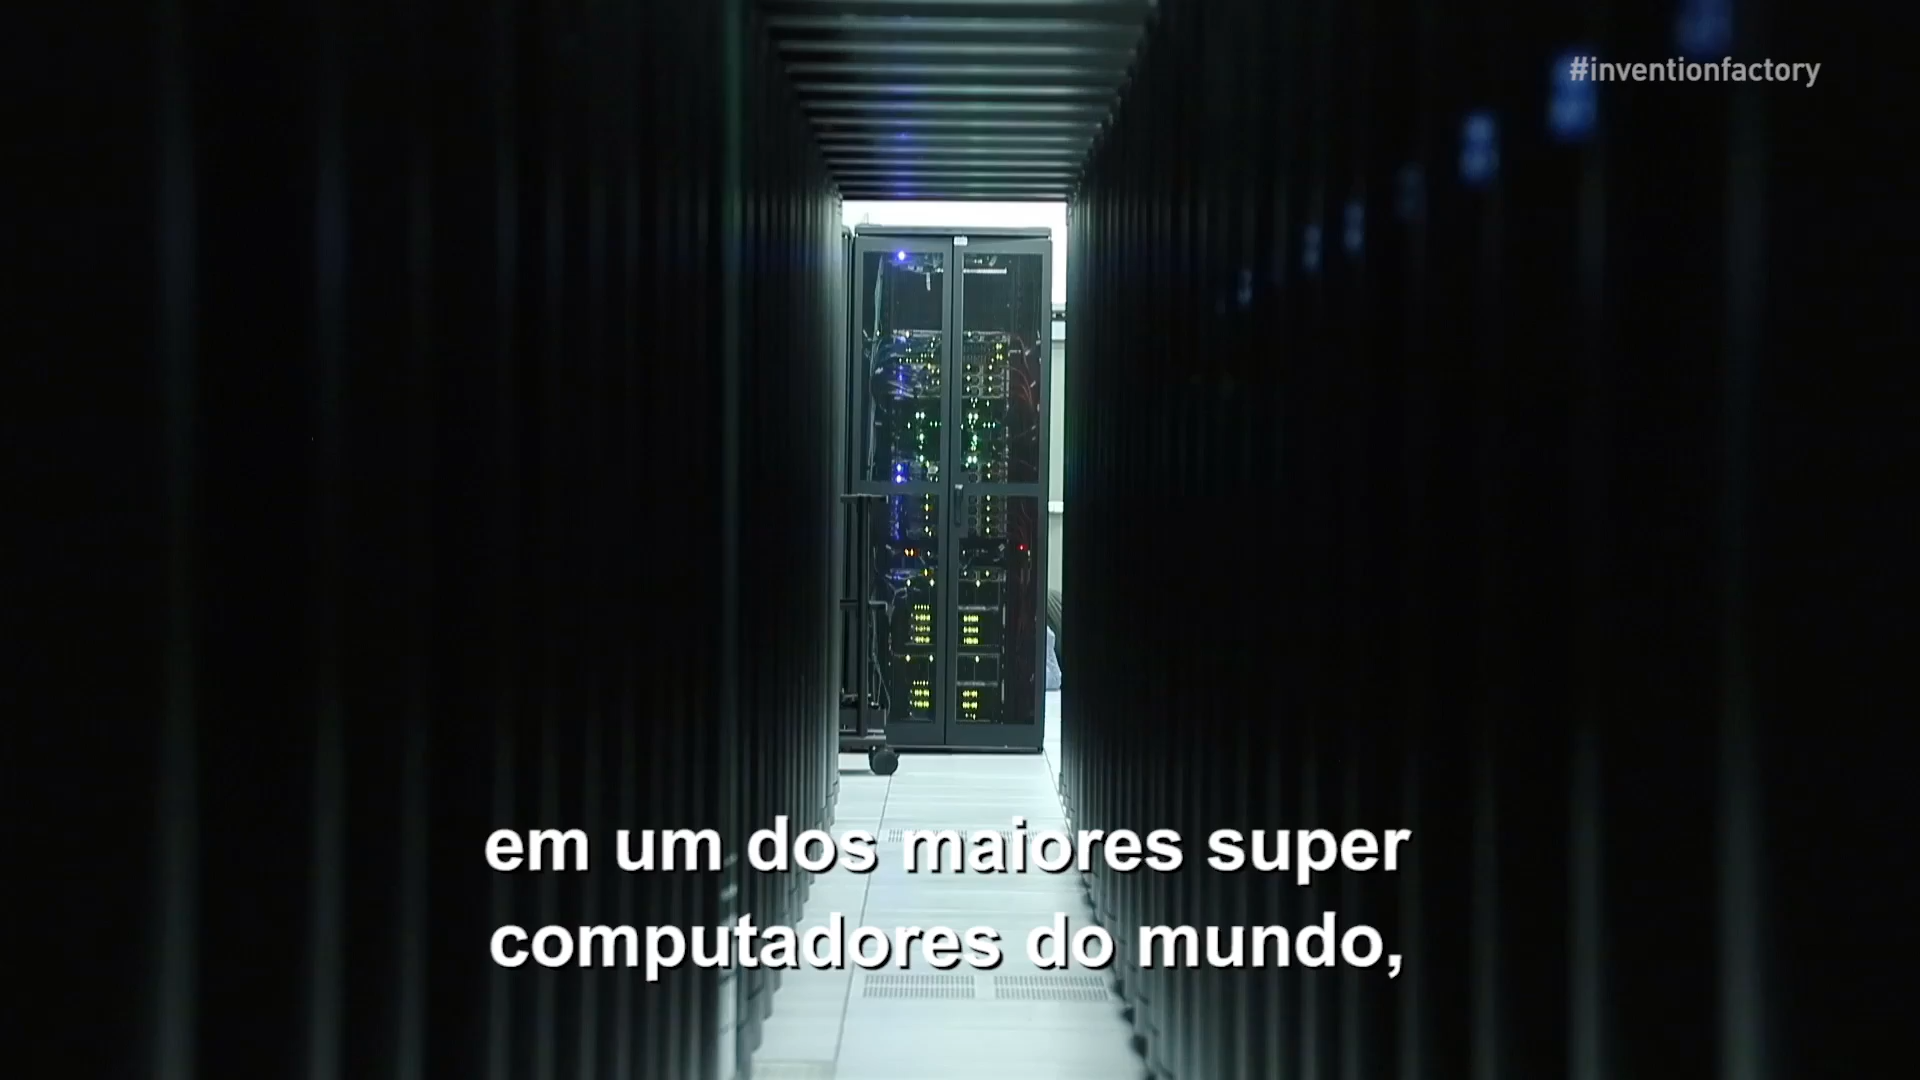 #inventionfactory
em um dos maiores super
computadores do mundo,